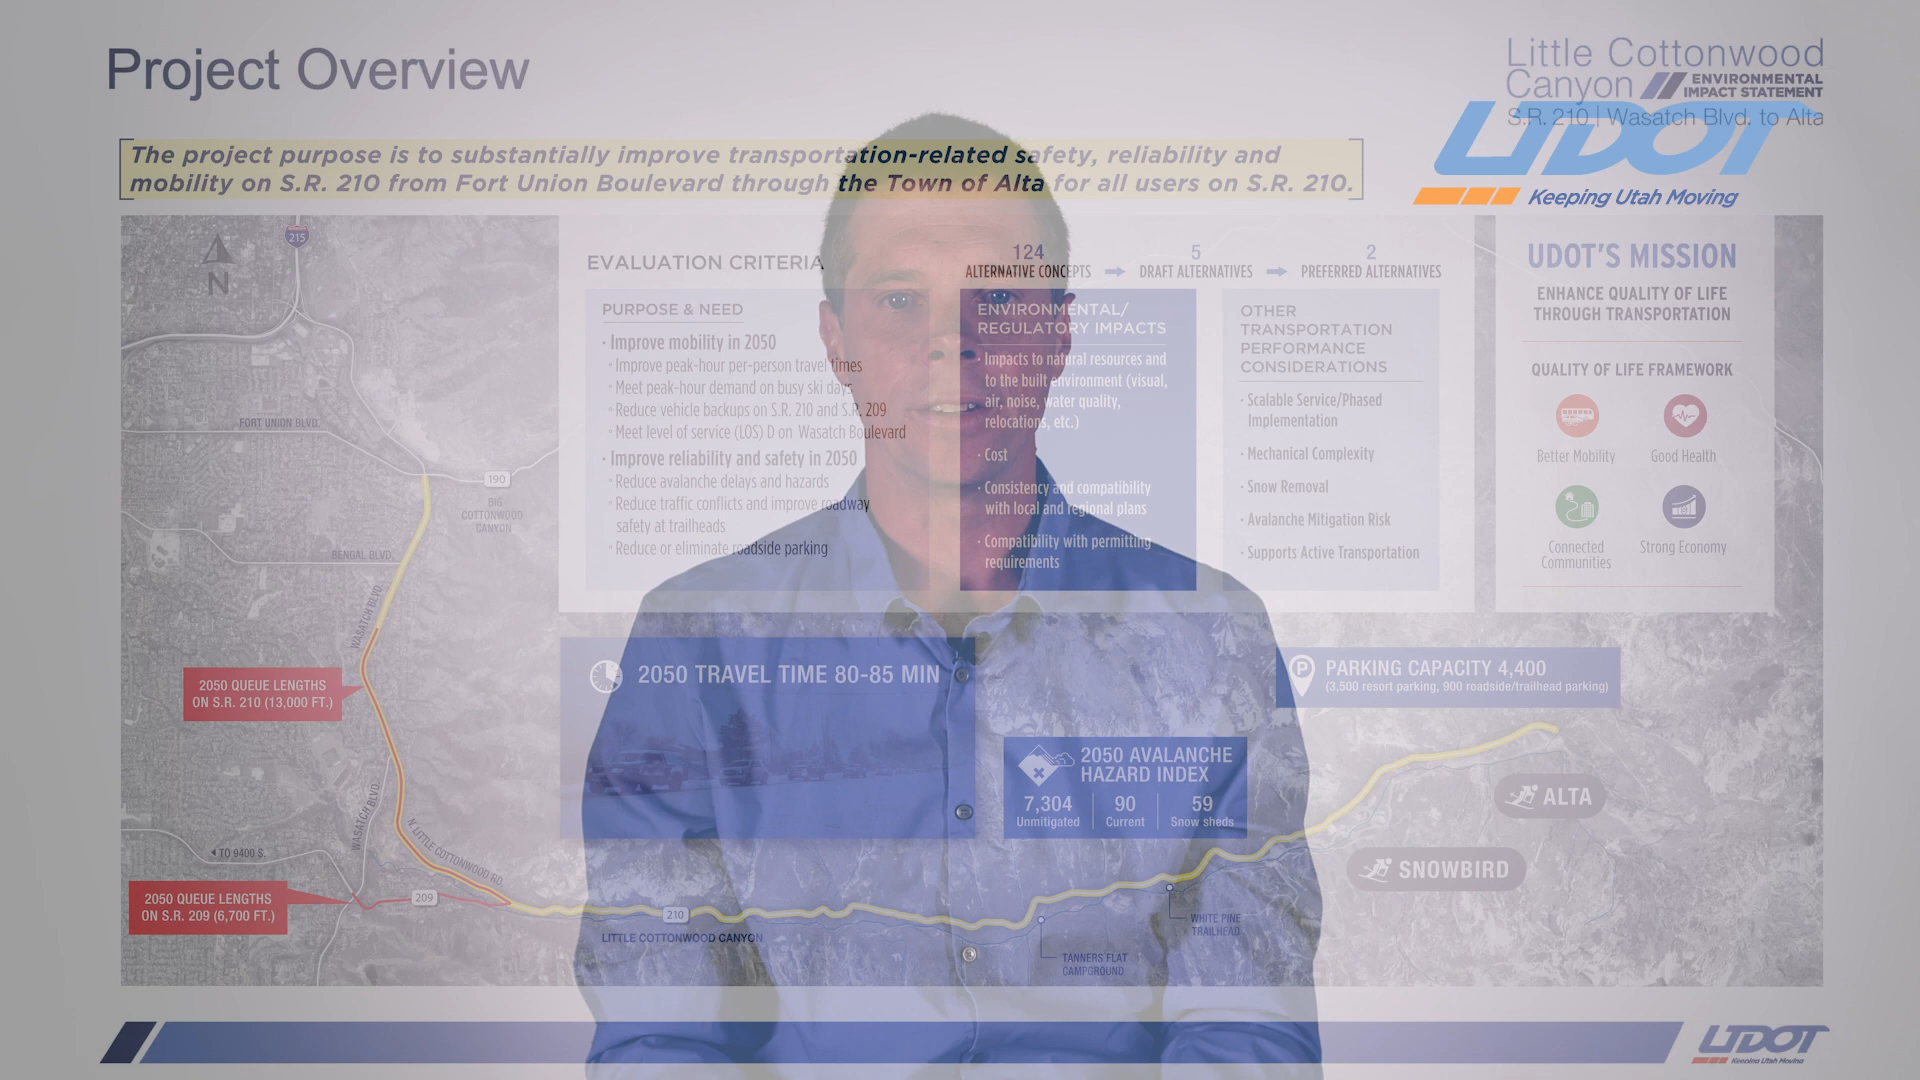 Project Overview
Little Cottonwood
Canyon ENVIRONMENTAL
IMPACT STATEMENT
S.R. 210 | Wasatch Blvd. to Alta
UDOT
Keeping Utah Moving
The project purpose is to substantially improve transportation-related safety, reliability and
mobility on S.R. 210 from Fort Union Boulevard through the Town of Alta for all users on S.R. 210.
215
N
FORT UNION BLVD.
190
BIG
COTTONWOOD
CANYON
BENGAL BLVD.
WASATCH BLVD.
2050 QUEUE LENGTHS
ON S.R. 210 (13,000 FT.)
WASATCH BLVD.
N. LITTLE COTTONWOOD RD.
TO 9400 S.
2050 QUEUE LENGTHS
ON S.R. 209 (6,700 FT.)
209
210
LITTLE COTTONWOOD CANYON
EVALUATION CRITERIA
124
ALTERNATIVE CONCEPTS
5
DRAFT ALTERNATIVES
2
PREFERRED ALTERNATIVES
PURPOSE & NEED
· Improve mobility in 2050
· Improve peak-hour per-person travel times
· Meet peak-hour demand on busy ski days
· Reduce vehicle backups on S.R. 210 and S.R. 209
· Meet level of service (LOS) D on Wasatch Boulevard
· Improve reliability and safety in 2050
· Reduce avalanche delays and hazards
· Reduce traffic conflicts and improve roadway
safety at trailheads
· Reduce or eliminate roadside parking
ENVIRONMENTAL/
REGULATORY IMPACTS
· Impacts to natural resources and
to the built environment (visual,
air, noise, water quality,
relocations, etc.)
· Cost
· Consistency and compatibility
with local and regional plans
· Compatibility with permitting
requirements
OTHER
TRANSPORTATION
PERFORMANCE
CONSIDERATIONS
· Scalable Service/Phased
Implementation
· Mechanical Complexity
· Snow Removal
· Avalanche Mitigation Risk
· Supports Active Transportation
UDOT'S MISSION
ENHANCE QUALITY OF LIFE
THROUGH TRANSPORTATION
QUALITY OF LIFE FRAMEWORK
Better Mobility
Good Health
Connected
Communities
Strong Economy
2050 TRAVEL TIME 80-85 MIN
P
PARKING CAPACITY 4,400
(3,500 resort parking, 900 roadside/trailhead parking)
2050 AVALANCHE
HAZARD INDEX
7,304
Unmitigated
90
Current
59
Snow sheds
ALTA
SNOWBIRD
WHITE PINE
TRAILHEAD
TANNERS FLAT
CAMPGROUND
UDOT
Keeping Utah Moving